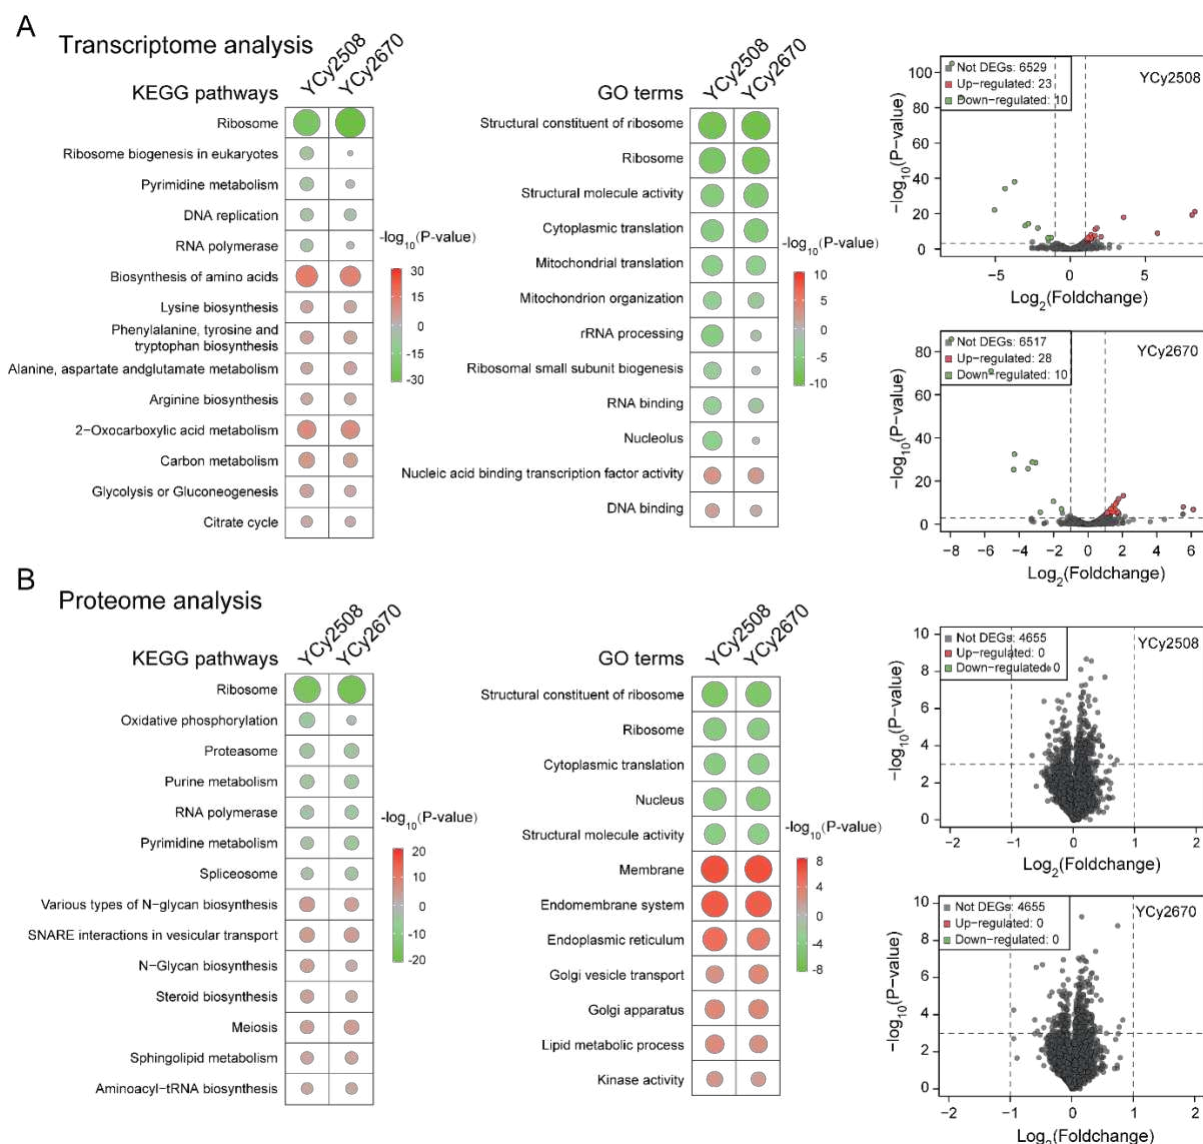 A
Transcriptome analysis
KEGG pathways
YCy2508
YCy2670
Ribosome
Ribosome biogenesis in eukaryotes
Pyrimidine metabolism
DNA replication
RNA polymerase
Biosynthesis of amino acids
Lysine biosynthesis
Phenylalanine, tyrosine and
tryptophan biosynthesis
Alanine, aspartate andglutamate metabolism
Arginine biosynthesis
2−Oxocarboxylic acid metabolism
Carbon metabolism
Glycolysis or Gluconeogenesis
Citrate cycle
-log10(P-value)
30
15
0
-15
-30
GO terms
YCy2508
YCy2670
Structural constituent of ribosome
Ribosome
Structural molecule activity
Cytoplasmic translation
Mitochondrial translation
Mitochondrion organization
rRNA processing
Ribosomal small subunit biogenesis
RNA binding
Nucleolus
Nucleic acid binding transcription factor activity
DNA binding
-log10(P-value)
10
5
0
-5
-10
Not DEGs: 6529
Up-regulated: 23
Down-regulated: 10
YCy2508
−log10(P−value)
100
80
60
40
20
0
−5
0
5
Log2(Foldchange)
Not DEGs: 6517
Up-regulated: 28
Down-regulated: 10
YCy2670
−log10(P−value)
80
60
40
20
0
−8
−6
−4
−2
0
2
4
6
Log2(Foldchange)
B
Proteome analysis
KEGG pathways
YCy2508
YCy2670
Ribosome
Oxidative phosphorylation
Proteasome
Purine metabolism
RNA polymerase
Pyrimidine metabolism
Spliceosome
Various types of N−glycan biosynthesis
SNARE interactions in vesicular transport
N−Glycan biosynthesis
Steroid biosynthesis
Meiosis
Sphingolipid metabolism
Aminoacyl−tRNA biosynthesis
-log10(P-value)
20
10
0
-10
-20
GO terms
YCy2508
YCy2670
Structural constituent of ribosome
Ribosome
Cytoplasmic translation
Nucleus
Structural molecule activity
Membrane
Endomembrane system
Endoplasmic reticulum
Golgi vesicle transport
Golgi apparatus
Lipid metabolic process
Kinase activity
-log10(P-value)
8
4
0
-4
-8
Not DEGs: 4655
Up-regulated: 0
Down-regulated: 0
YCy2508
−log10(P−value)
10
8
6
4
2
0
−2
−1
0
1
2
Log2(Foldchange)
Not DEGs: 4655
Up-regulated: 0
Down-regulated: 0
YCy2670
−log10(P−value)
10
8
6
4
2
0
−2
−1
0
1
2
Log2(Foldchange)